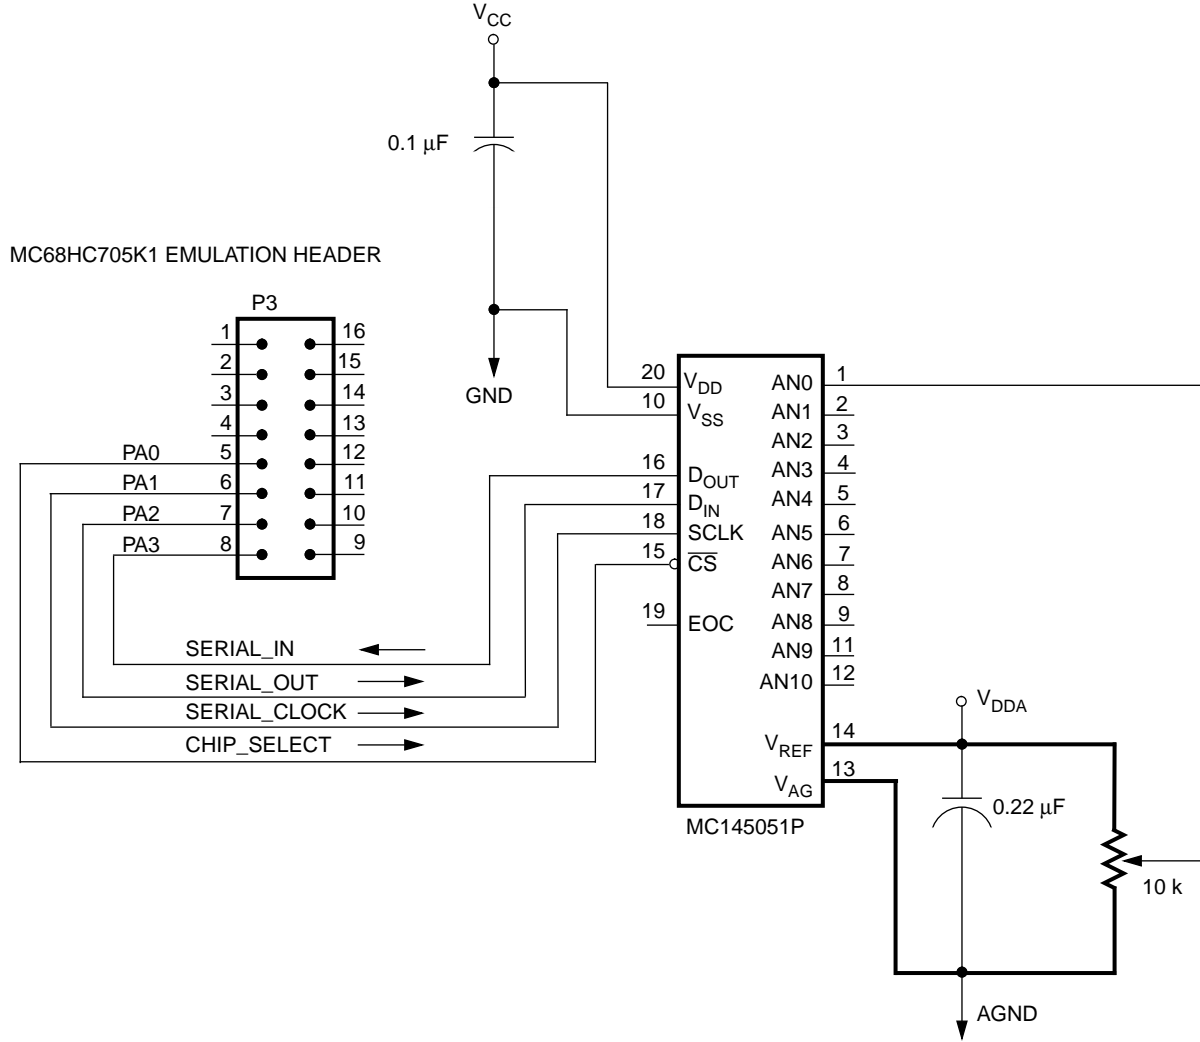 VCC
0.1 μF
MC68HC705K1 EMULATION HEADER
P3
1 16
2 15
3 14
4 13
PA0 5 12
PA1 6 11
PA2 7 10
PA3 8 9
GND
20 VDD AN0 1
10 VSS AN1 2
AN2 3
16 DOUT AN3 4
17 DIN AN4 5
18 SCLK AN5 6
15 CS AN6 7
AN7 8
19 EOC AN8 9
AN9 11
AN10 12
SERIAL_IN
SERIAL_OUT
SERIAL_CLOCK
CHIP_SELECT
VREF 14
VAG 13
MC145051P
VDDA
0.22 μF
10 k
AGND